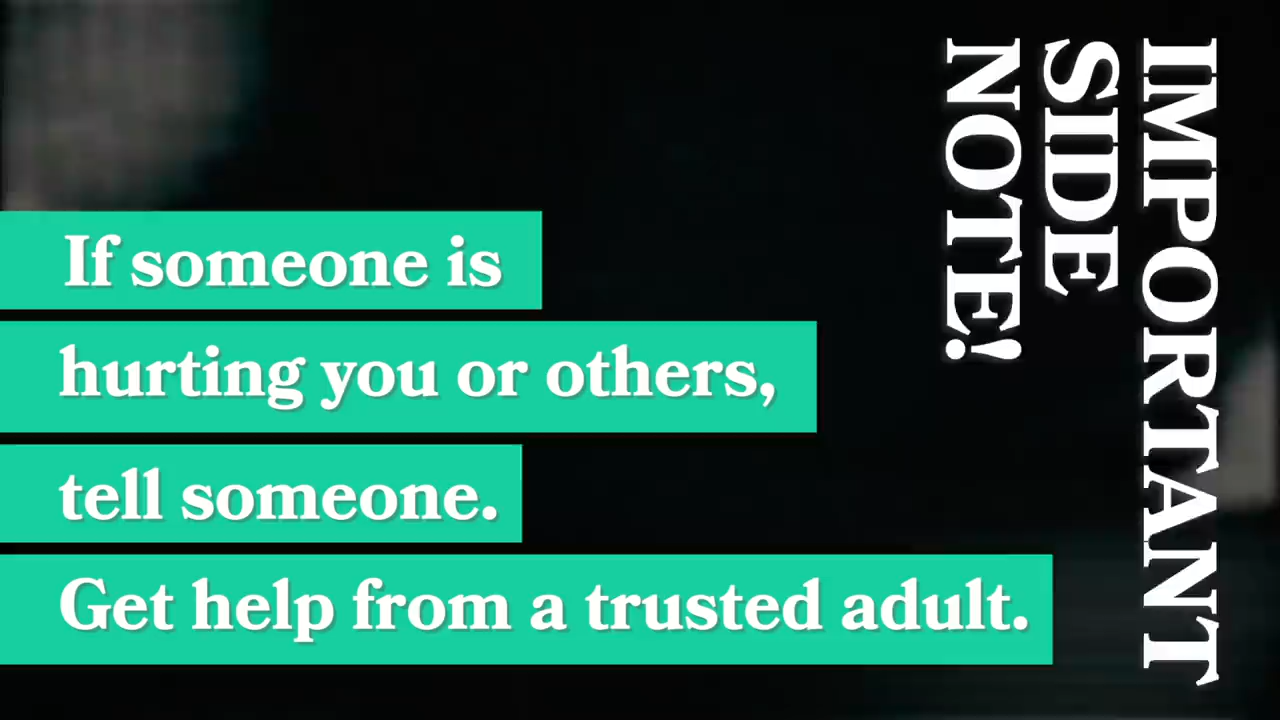 IMPORTANT
SIDE
NOTE!
If someone is
hurting you or others,
tell someone.
Get help from a trusted adult.